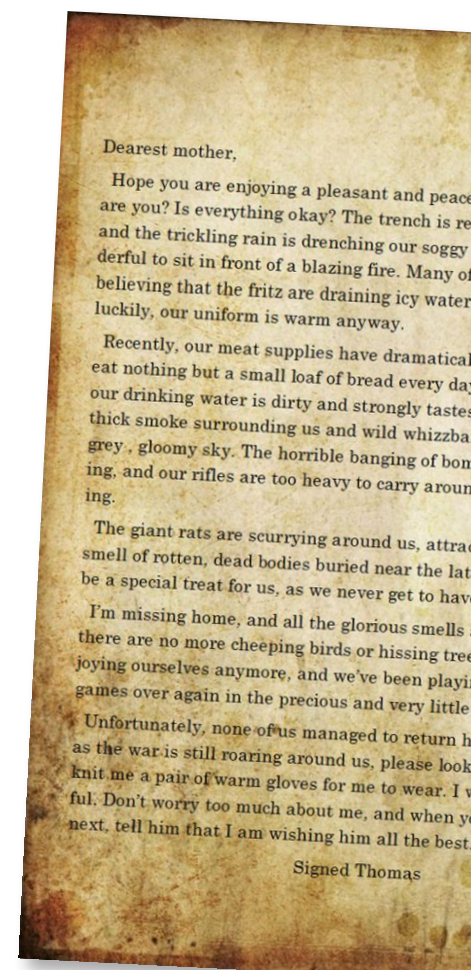 Dearest mother,
Hope you are enjoying a pleasant and peace
are you? Is everything okay? The trench is re
and the trickling rain is drenching our soggy
derful to sit in front of a blazing fire. Many of
believing that the fritz are draining icy water
luckily, our uniform is warm anyway.
Recently, our meat supplies have dramatical
eat nothing but a small loaf of bread every day
our drinking water is dirty and strongly tastes
thick smoke surrounding us and wild whizzba
grey , gloomy sky. The horrible banging of bom
ing, and our rifles are too heavy to carry aroun
ing.
The giant rats are scurrying around us, attrac
smell of rotten, dead bodies buried near the lat
be a special treat for us, as we never get to have
I'm missing home, and all the glorious smells
there are no more cheeping birds or hissing tree
joying ourselves anymore, and we've been playi
games over again in the precious and very little
Unfortunately, none of us managed to return h
as the war is still roaring around us, please look
knit me a pair of warm gloves for me to wear. I w
ful. Don't worry too much about me, and when yo
next, tell him that I am wishing him all the best.
Signed Thomas